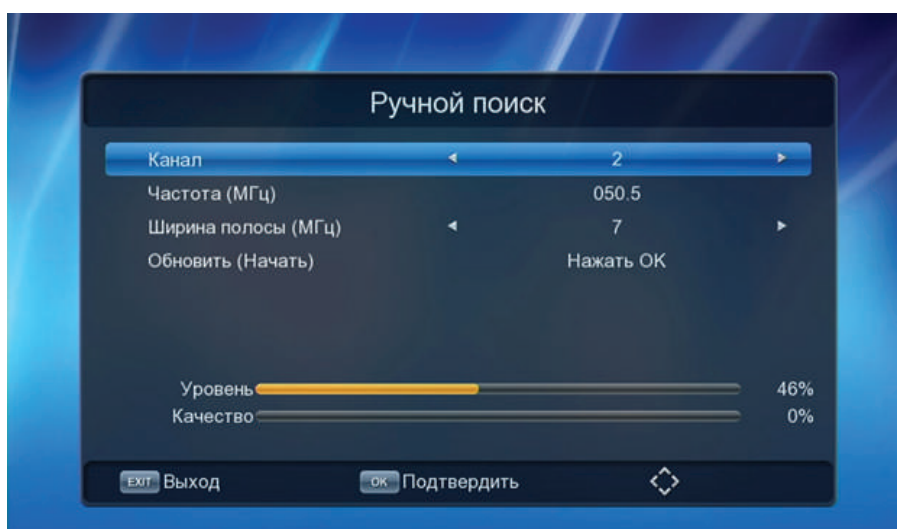 Ручной поиск
Канал 2
Частота (МГц) 050.5
Ширина полосы (МГц) 7
Обновить (Начать) Нажать OK
Уровень 46%
Качество 0%
EXIT Выход OK Подтвердить